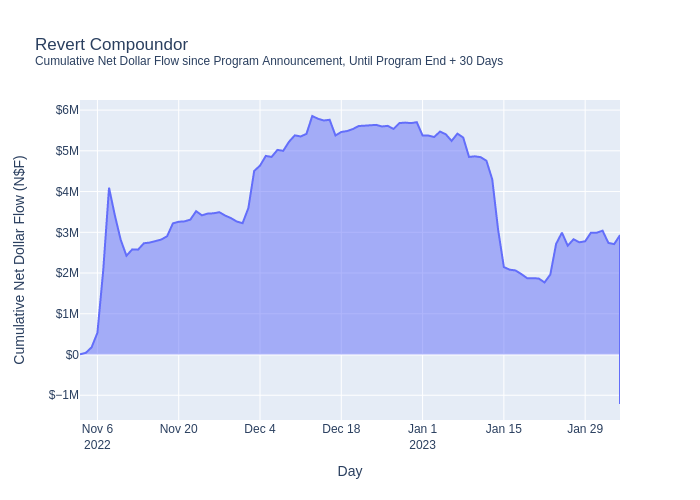 Revert Compoundor
Cumulative Net Dollar Flow since Program Announcement, Until Program End + 30 Days
Cumulative Net Dollar Flow (N$F)
$6M
$5M
$4M
$3M
$2M
$1M
$0
$−1M
Nov 6 Nov 20 Dec 4 Dec 18 Jan 1 Jan 15 Jan 29
2022 2023
Day